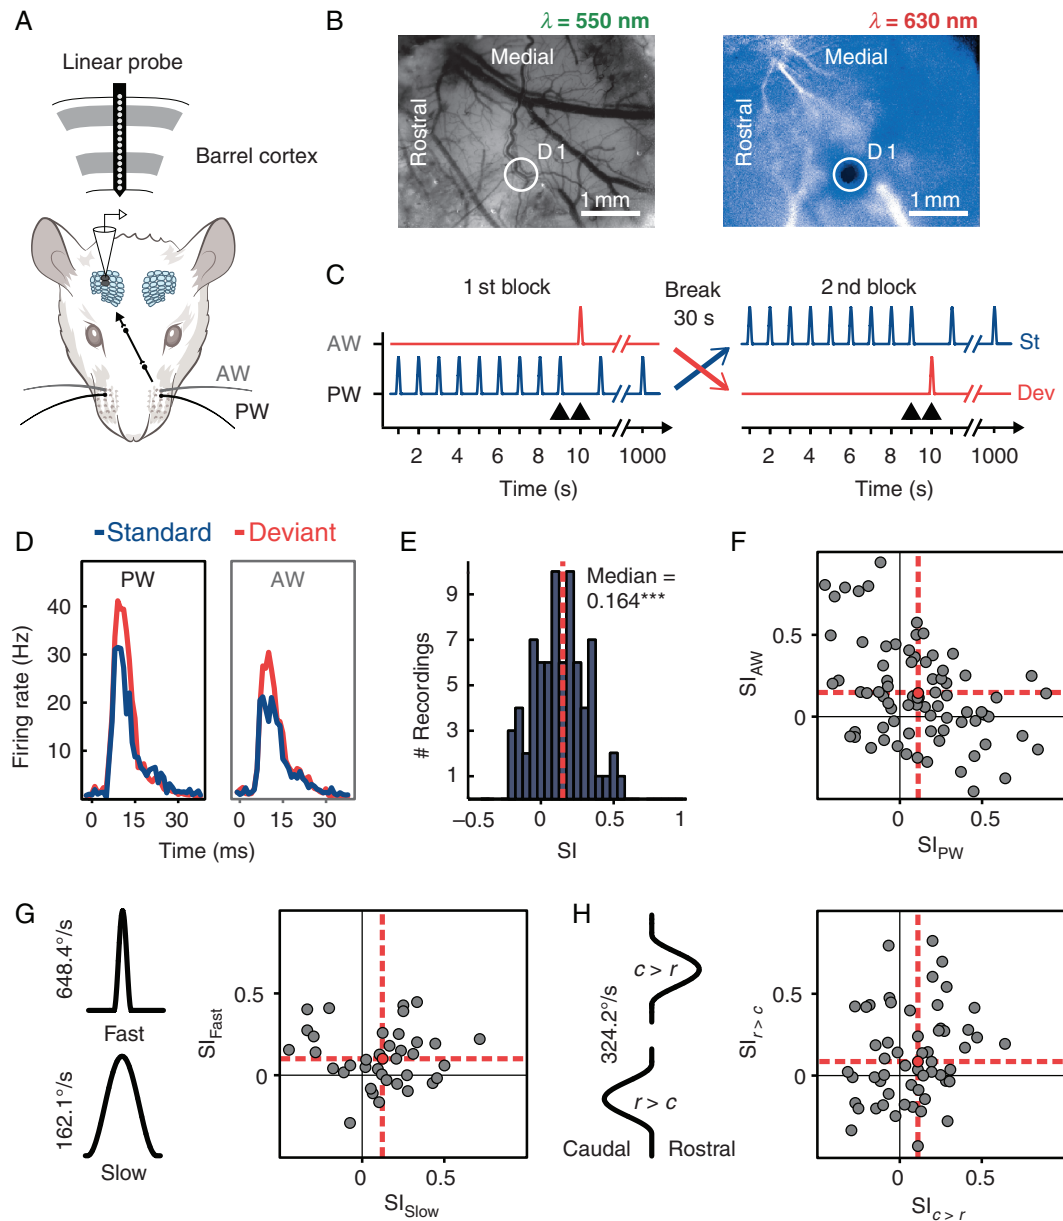 A
Linear probe
Barrel cortex
AW
PW
B
λ = 550 nm
λ = 630 nm
Medial
Rostral
D1
1 mm
Medial
Rostral
D1
1 mm
C
1 st block
Break
30 s
2 nd block
AW
PW
St
Dev
2 4 6 8 10 1000
2 4 6 8 10 1000
Time (s)
Time (s)
D
Standard Deviant
PW
AW
Firing rate (Hz)
40
30
20
10
0 15 30
0 15 30
Time (ms)
E
Median =
0.164***
# Recordings
9
7
5
3
1
–0.5 0 0.5 1
SI
F
SI_AW
0.5
0
0 0.5
SI_PW
G
648.4°/s
Fast
162.1°/s
Slow
SI_Fast
0.5
0
0 0.5
SI_Slow
H
c > r
324.2°/s
r > c
Caudal Rostral
SI_r > c
0.5
0
0 0.5
SI_c > r